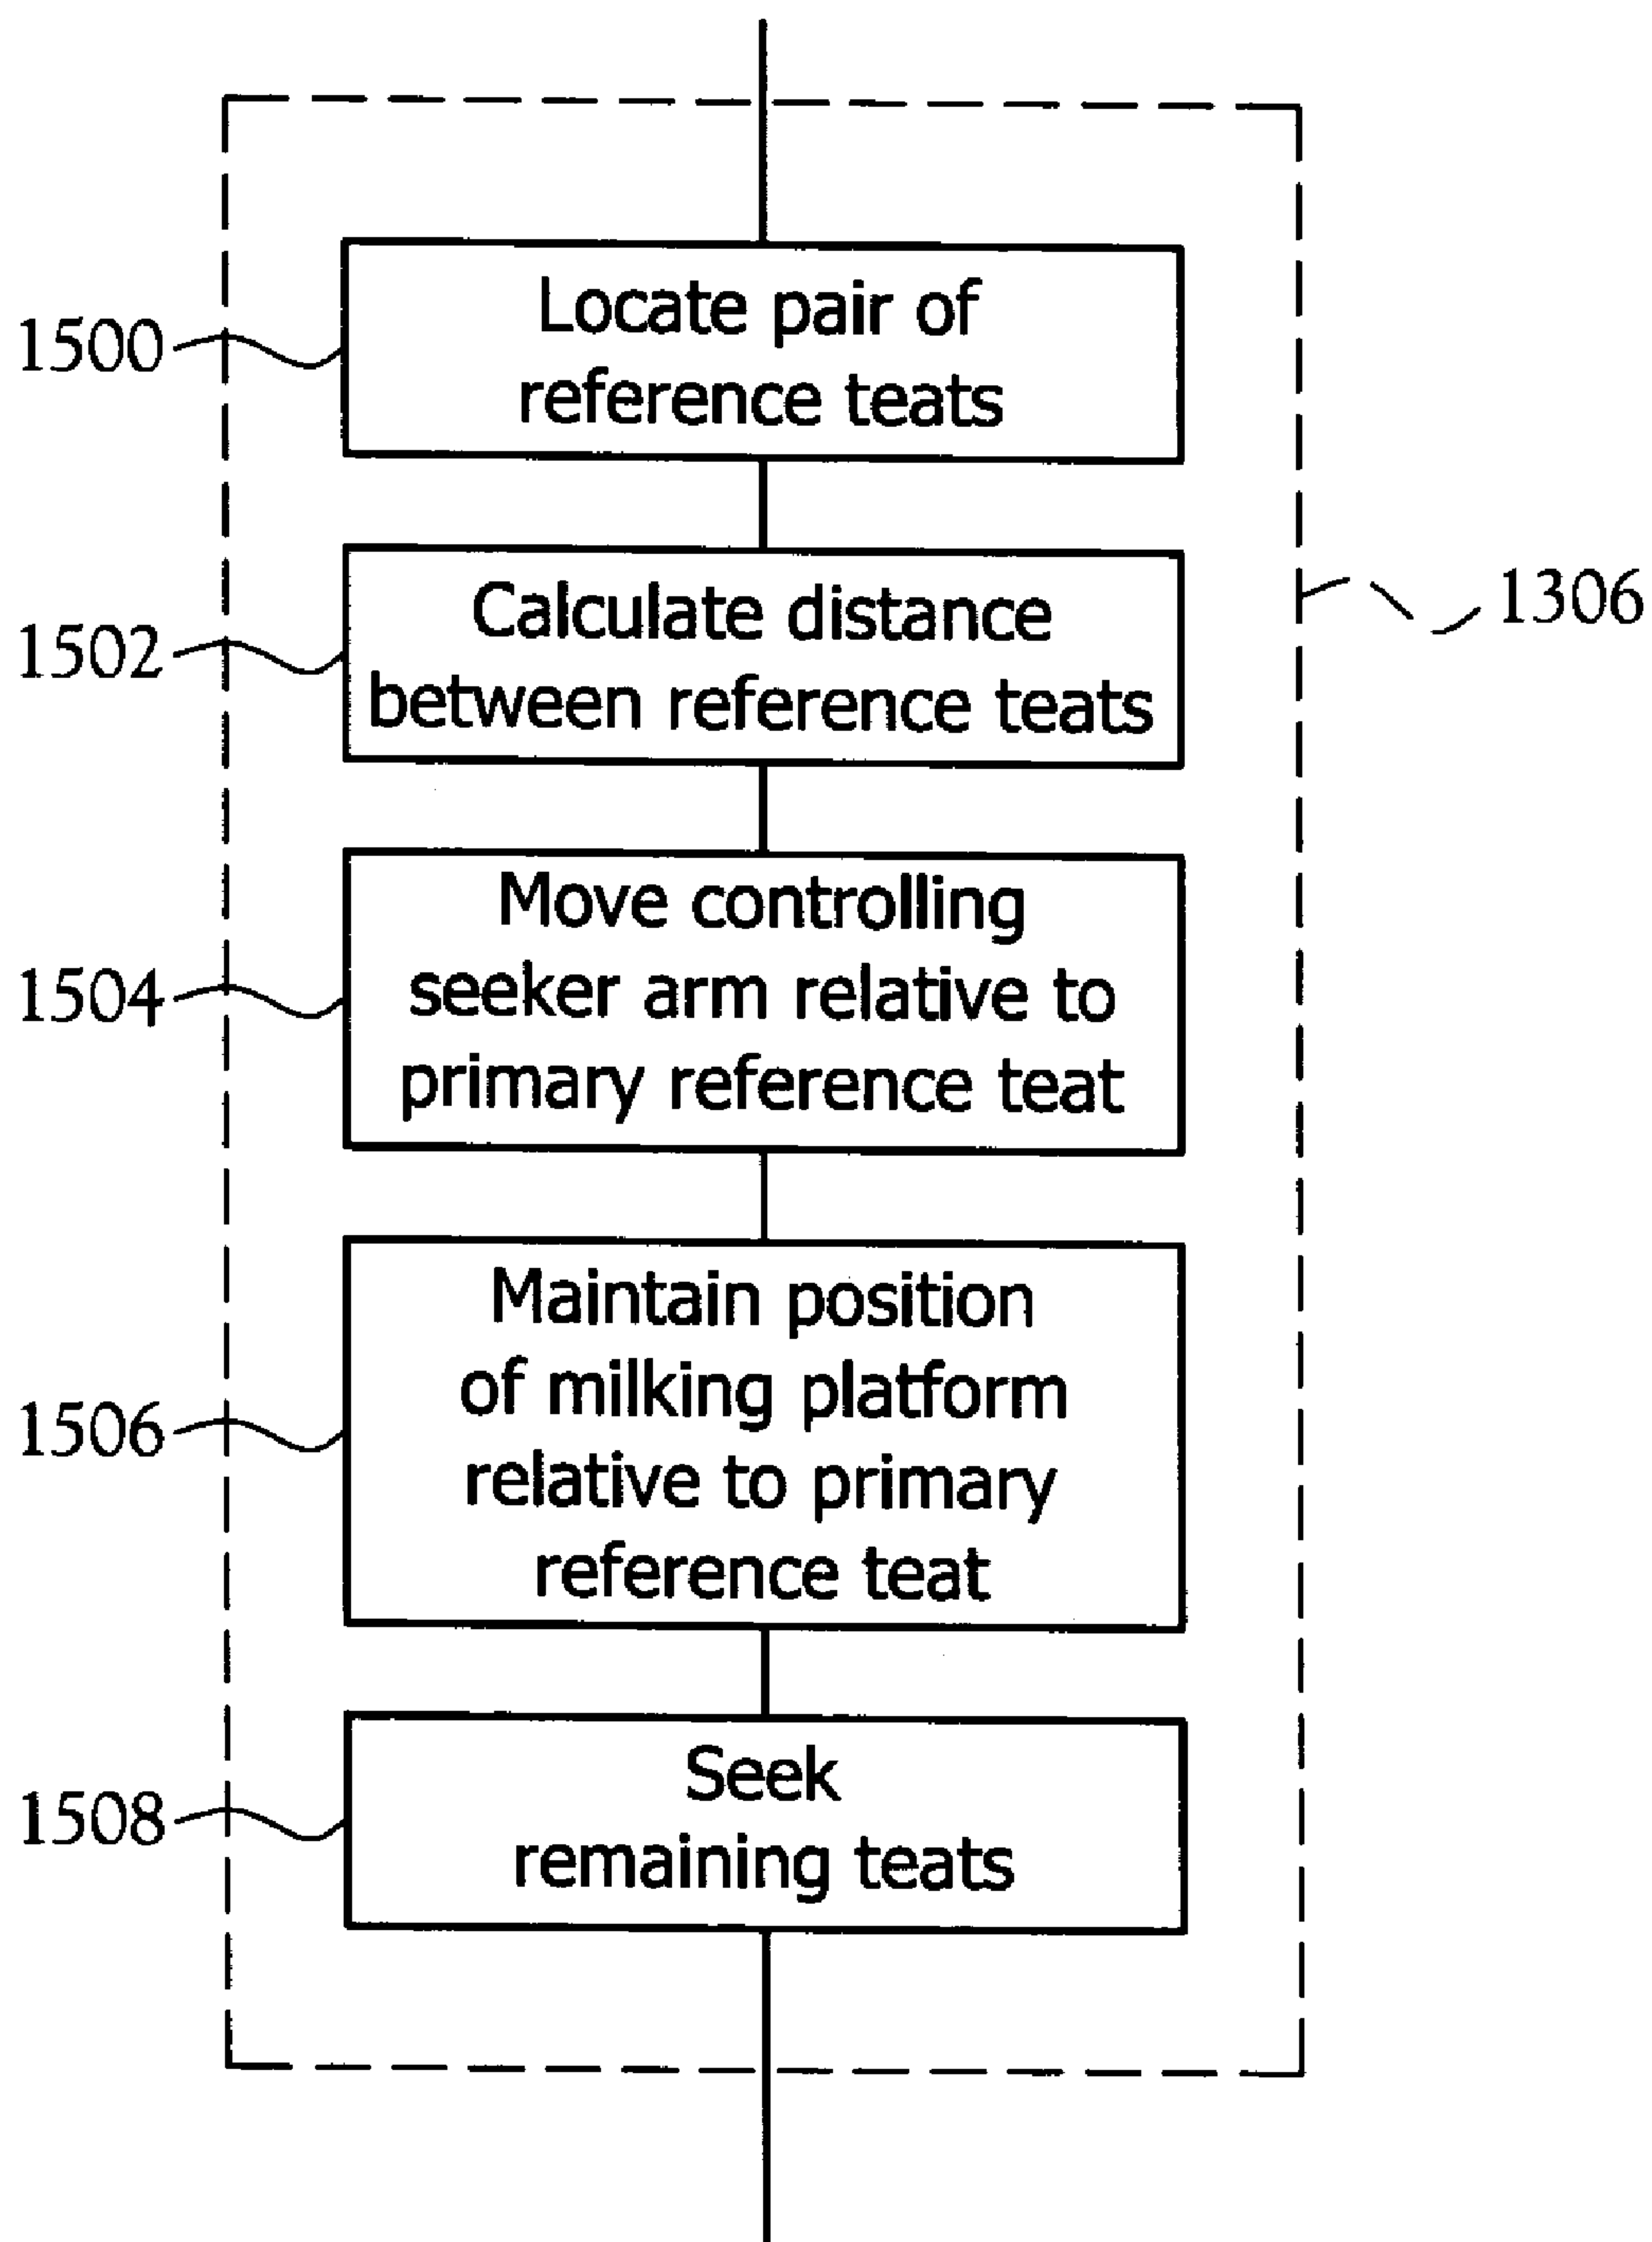 1500
Locate pair of
reference teats
1502
Calculate distance
between reference teats
1306
1504
Move controlling
seeker arm relative to
primary reference teat
1506
Maintain position
of milking platform
relative to primary
reference teat
1508
Seek
remaining teats